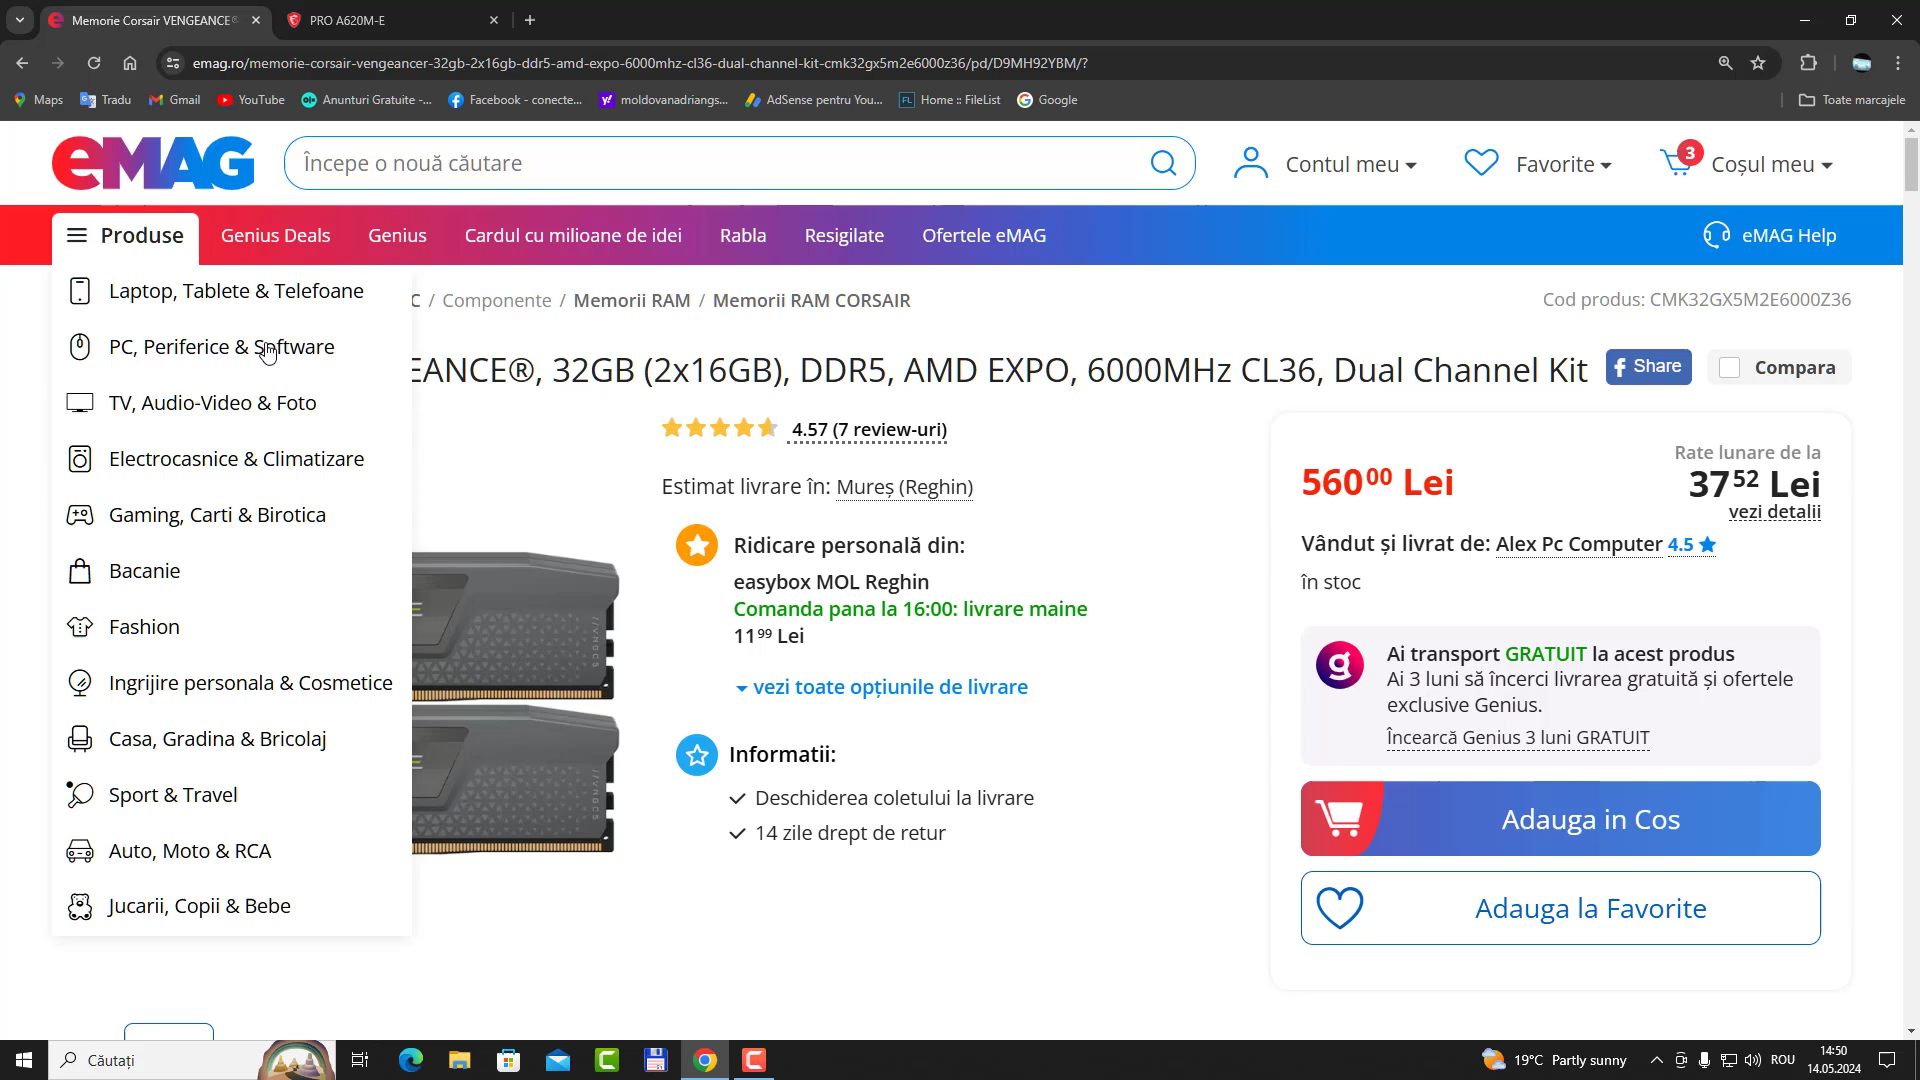 Memorie Corsair VENGEANCE®
PRO A620M-E
emag.ro/memorie-corsair-vengeancer-32gb-2x16gb-ddr5-amd-expo-6000mhz-cl36-dual-channel-kit-cmk32gx5m2e6000z36/pd/D9MH92YBM/?
Maps
Tradu
Gmail
YouTube
Anunturi Gratuite -...
Facebook - conecte...
moldovanadriangs...
AdSense pentru You...
FL
Home :: FileList
Google
Toate marcajele
eMAG
Începe o nouă căutare
Contul meu
Favorite
3
Coșul meu
Produse
Genius Deals
Genius
Cardul cu milioane de idei
Rabla
Resigilate
Ofertele eMAG
eMAG Help
Laptop, Tablete & Telefoane
PC, Periferice & Software
TV, Audio-Video & Foto
Electrocasnice & Climatizare
Gaming, Carti & Birotica
Bacanie
Fashion
Ingrijire personala & Cosmetice
Casa, Gradina & Bricolaj
Sport & Travel
Auto, Moto & RCA
Jucarii, Copii & Bebe
C / Componente / Memorii RAM / Memorii RAM CORSAIR
Cod produs: CMK32GX5M2E6000Z36
EANCE®, 32GB (2x16GB), DDR5, AMD EXPO, 6000MHz CL36, Dual Channel Kit
Share
Compara
4.57 (7 review-uri)
Estimat livrare în: Mureș (Reghin)
Ridicare personală din:
easybox MOL Reghin
Comanda pana la 16:00: livrare maine
11⁹⁹ Lei
vezi toate opțiunile de livrare
Informatii:
Deschiderea coletului la livrare
14 zile drept de retur
560⁰⁰ Lei
Rate lunare de la
37⁵² Lei
vezi detalii
Vândut și livrat de: Alex Pc Computer 4.5
în stoc
g
Ai transport GRATUIT la acest produs
Ai 3 luni să încerci livrarea gratuită și ofertele
exclusive Genius.
Încearcă Genius 3 luni GRATUIT
Adauga in Cos
Adauga la Favorite
Căutați
19°C Partly sunny
ROU
14:50
14.05.2024